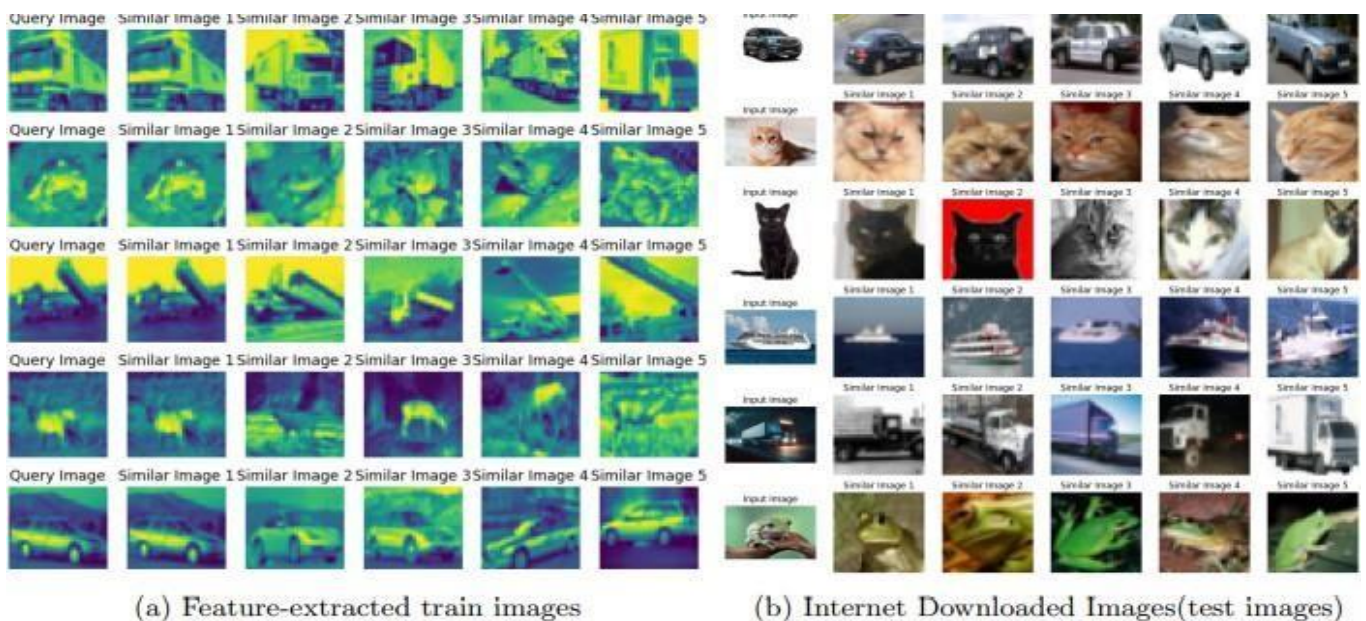 Query Image Similar Image 1 Similar Image 2 Similar Image 3 Similar Image 4 Similar Image 5
Query Image Similar Image 1 Similar Image 2 Similar Image 3 Similar Image 4 Similar Image 5
Query Image Similar Image 1 Similar Image 2 Similar Image 3 Similar Image 4 Similar Image 5
Query Image Similar Image 1 Similar Image 2 Similar Image 3 Similar Image 4 Similar Image 5
Query Image Similar Image 1 Similar Image 2 Similar Image 3 Similar Image 4 Similar Image 5
(a) Feature-extracted train images
Input Image
Similar Image 1 Similar Image 2 Similar Image 3 Similar Image 4 Similar Image 5
Input Image
Similar Image 1 Similar Image 2 Similar Image 3 Similar Image 4 Similar Image 5
Input Image
Similar Image 1 Similar Image 2 Similar Image 3 Similar Image 4 Similar Image 5
Input Image
Similar Image 1 Similar Image 2 Similar Image 3 Similar Image 4 Similar Image 5
Input Image
Similar Image 1 Similar Image 2 Similar Image 3 Similar Image 4 Similar Image 5
Input Image
(b) Internet Downloaded Images(test images)